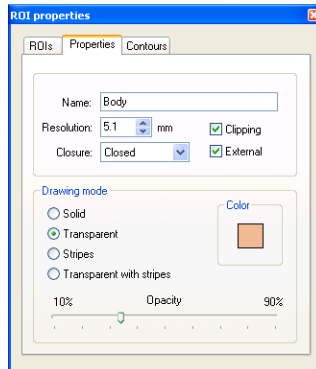 ROI properties
ROIs Properties Contours
Name: Body
Resolution: 5.1 mm Clipping
Closure: Closed External
Drawing mode
Color
Solid
Transparent
Stripes
Transparent with stripes
10% Opacity 90%